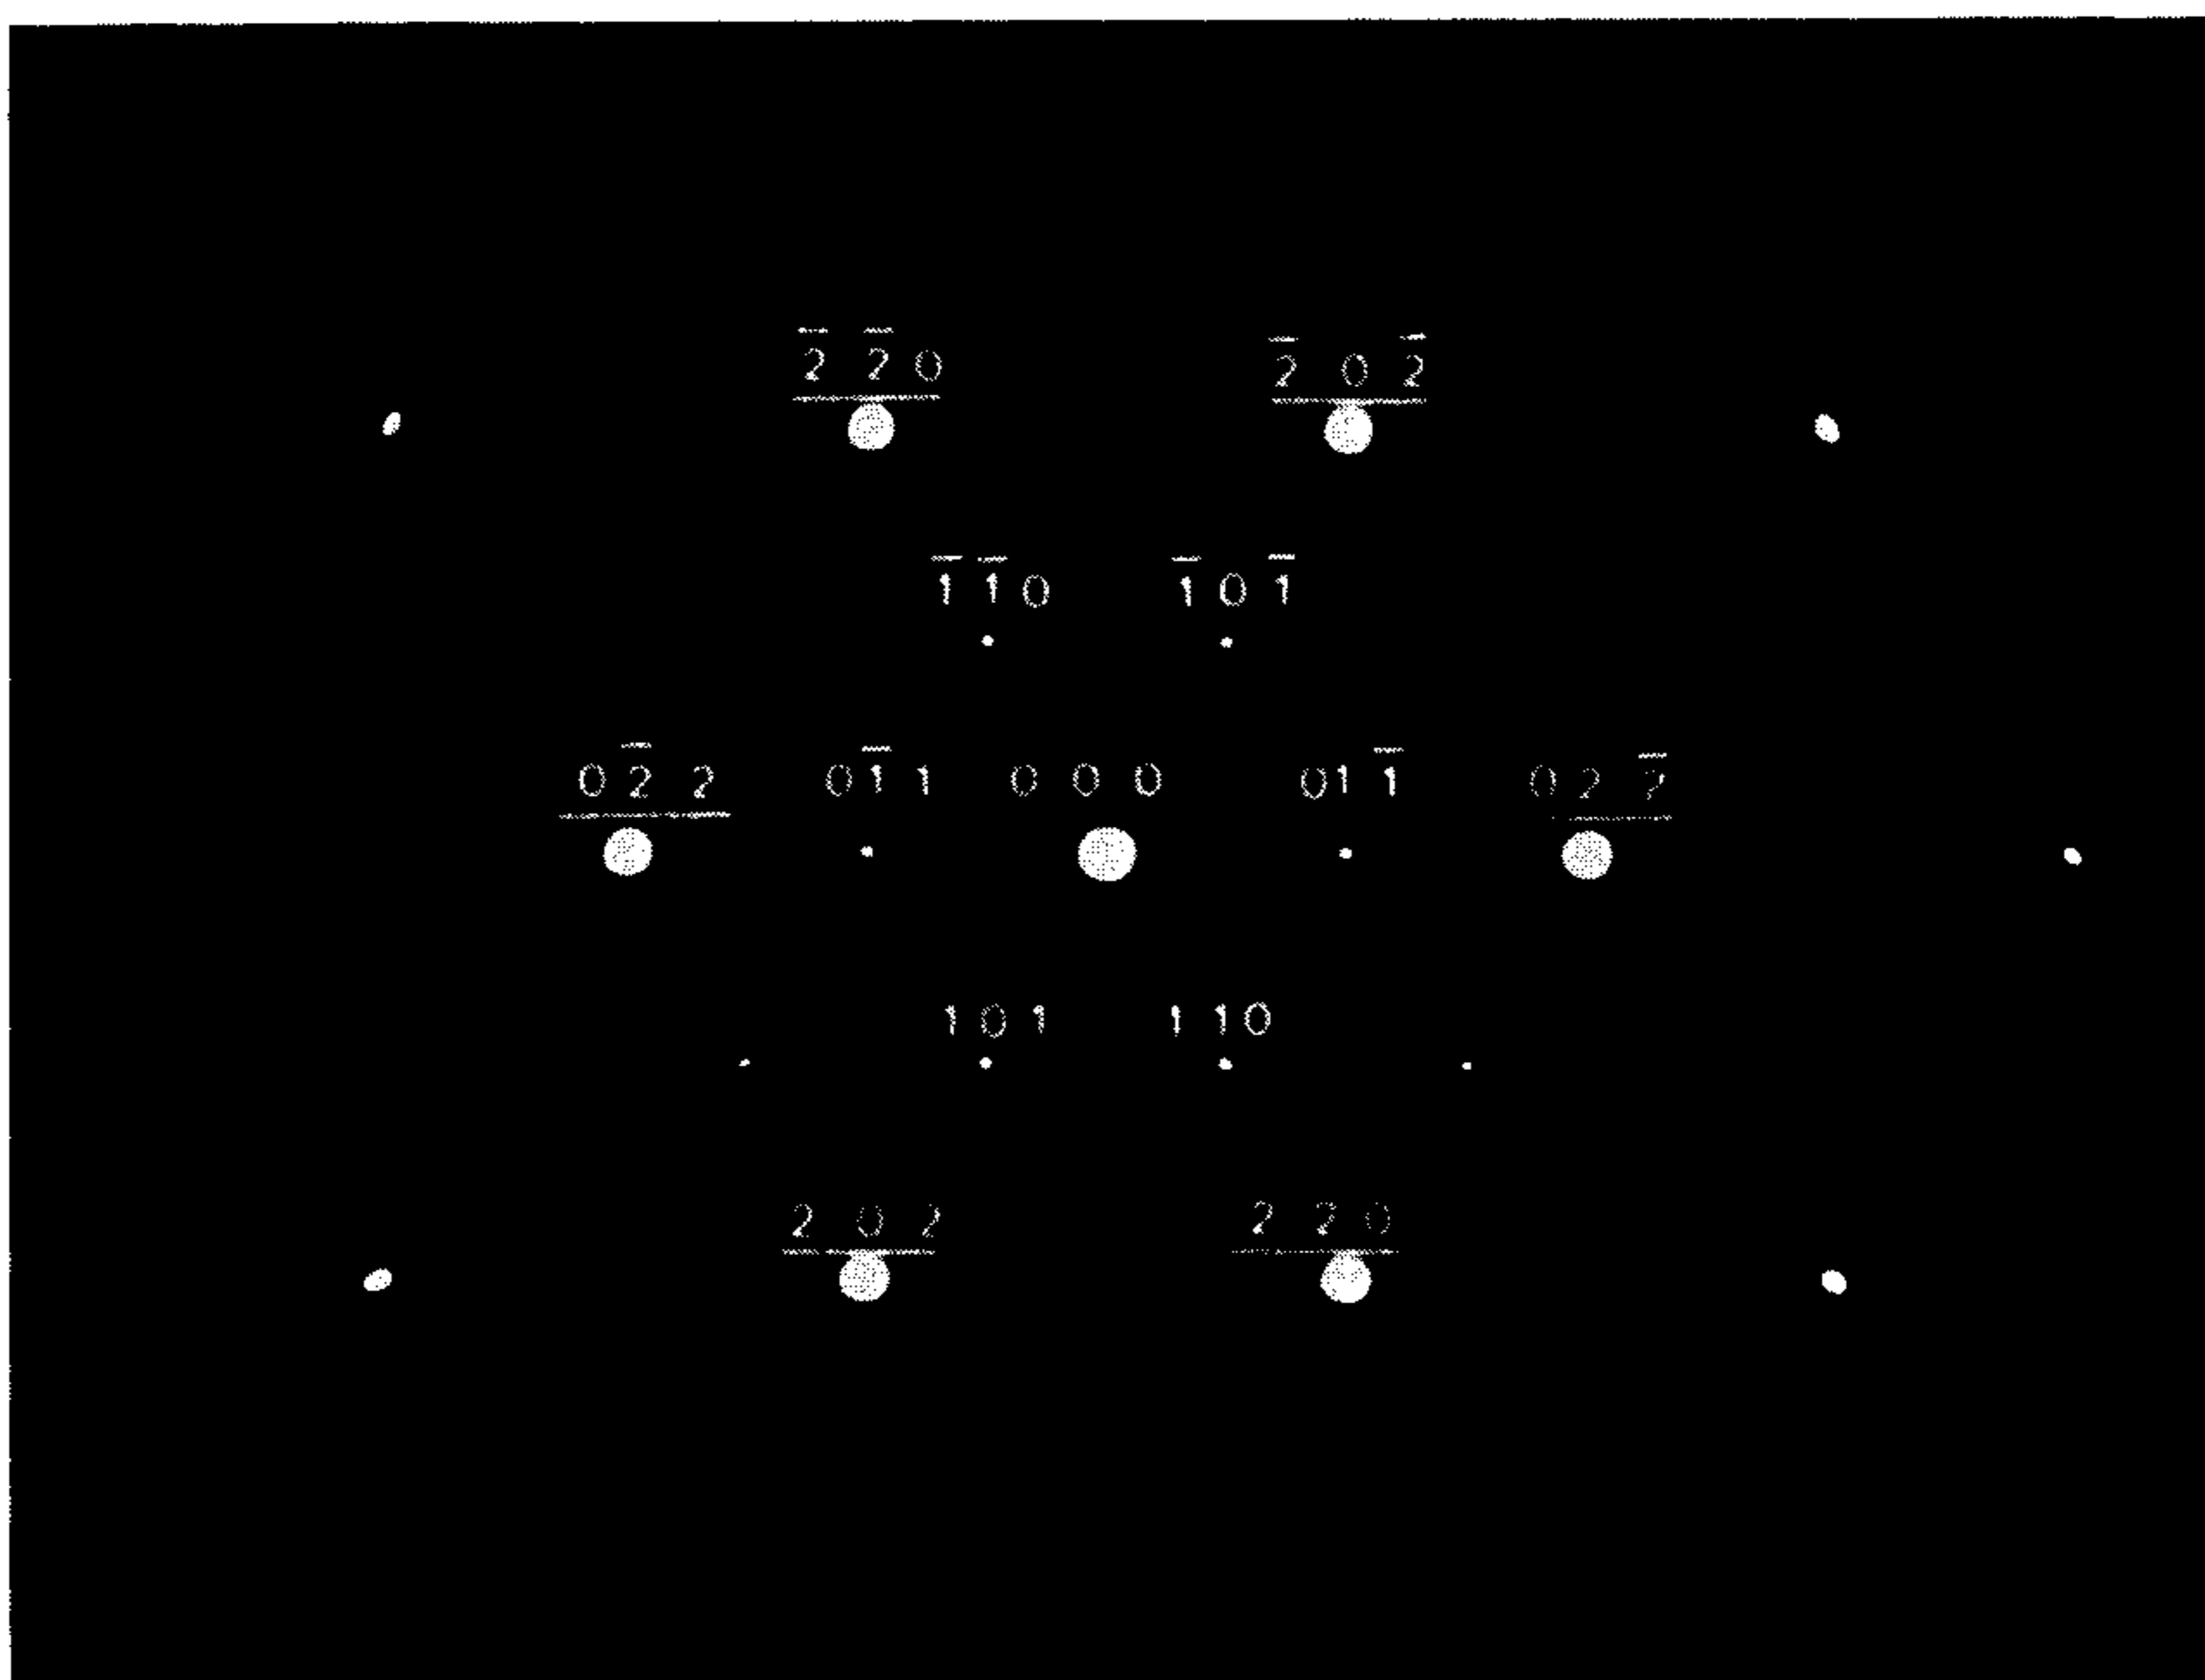 2̅ 2̅ 0 2̅ 0 2̅
1̅ 1̅ 0 1̅ 0 1̅
0 2̅ 2 0 1̅ 1 0 0 0 0 1 1̅ 0 2 2̅
1 0 1 1 1 0
2 0 2 2 2 0